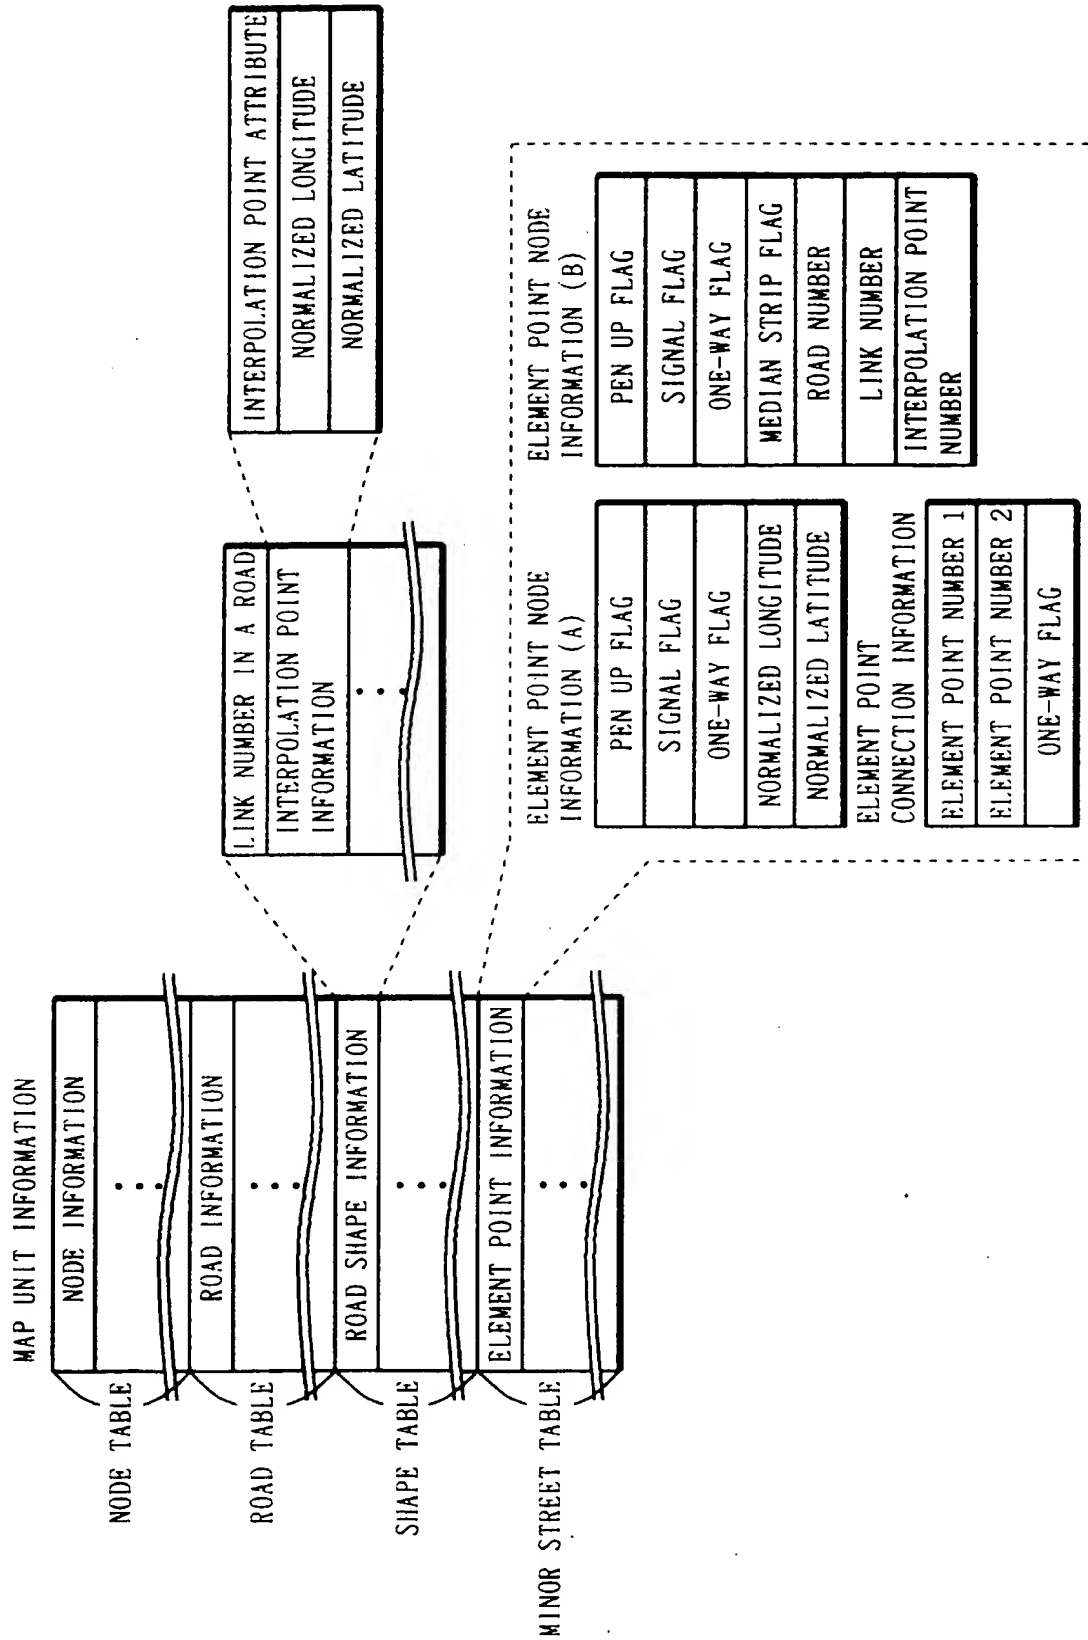 MAP UNIT INFORMATION
NODE TABLE
NODE INFORMATION
ROAD TABLE
ROAD INFORMATION
SHAPE TABLE
ROAD SHAPE INFORMATION
MINOR STREET TABLE
ELEMENT POINT INFORMATION
LINK NUMBER IN A ROAD
INTERPOLATION POINT
INFORMATION
INTERPOLATION POINT ATTRIBUTE
NORMALIZED LONGITUDE
NORMALIZED LATITUDE
ELEMENT POINT NODE
INFORMATION (A)
PEN UP FLAG
SIGNAL FLAG
ONE-WAY FLAG
NORMALIZED LONGITUDE
NORMALIZED LATITUDE
ELEMENT POINT
CONNECTION INFORMATION
ELEMENT POINT NUMBER 1
ELEMENT POINT NUMBER 2
ONE-WAY FLAG
ELEMENT POINT NODE
INFORMATION (B)
PEN UP FLAG
SIGNAL FLAG
ONE-WAY FLAG
MEDIAN STRIP FLAG
ROAD NUMBER
LINK NUMBER
INTERPOLATION POINT
NUMBER